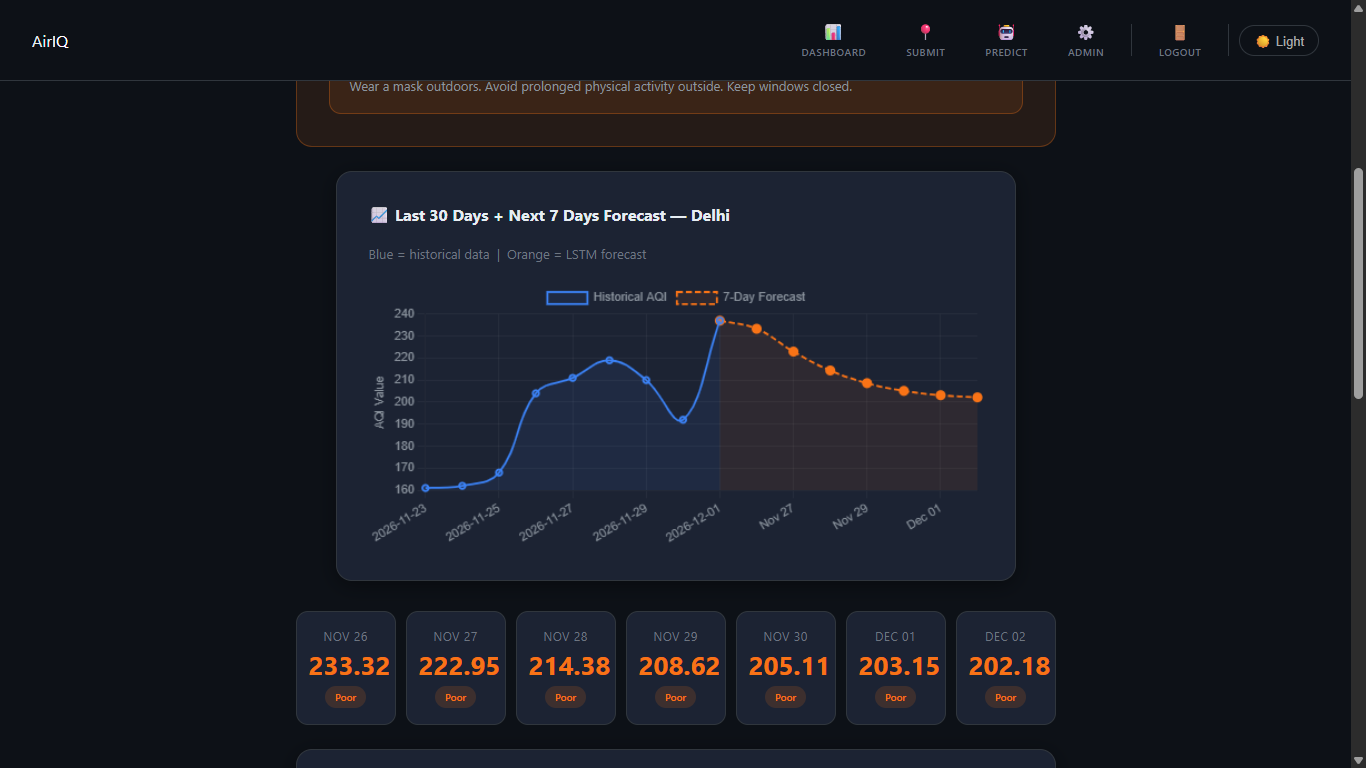 AirIQ
DASHBOARD
SUBMIT
PREDICT
ADMIN
LOGOUT
Light
Wear a mask outdoors. Avoid prolonged physical activity outside. Keep windows closed.
Last 30 Days + Next 7 Days Forecast — Delhi
Blue = historical data | Orange = LSTM forecast
Historical AQI
7-Day Forecast
AQI Value
240
230
220
210
200
190
180
170
160
2026-11-23
2026-11-25
2026-11-27
2026-11-29
2026-12-01
Nov 27
Nov 29
Dec 01
NOV 26
233.32
Poor
NOV 27
222.95
Poor
NOV 28
214.38
Poor
NOV 29
208.62
Poor
NOV 30
205.11
Poor
DEC 01
203.15
Poor
DEC 02
202.18
Poor